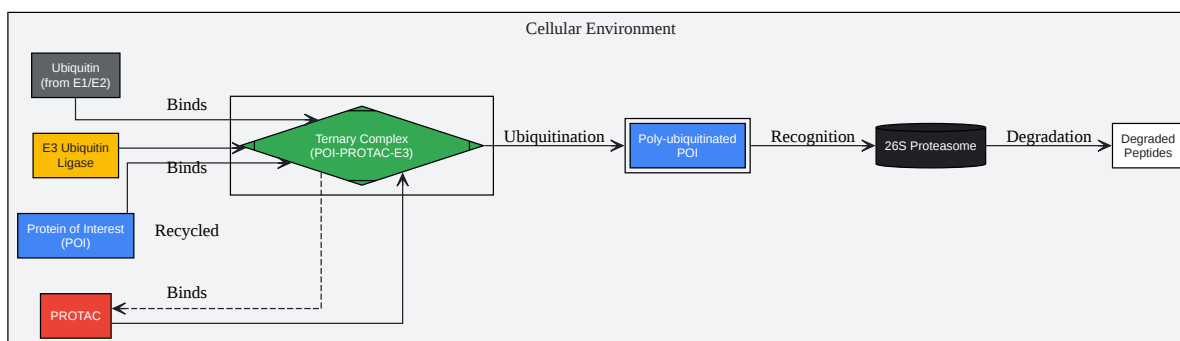 Cellular Environment
Ubiquitin
(from E1/E2)
Binds
E3 Ubiquitin
Ligase
Binds
Ternary Complex
(POI-PROTAC-E3)
Ubiquitination
Poly-ubiquitinated
POI
Recognition
26S Proteasome
Degradation
Degraded
Peptides
Protein of Interest
(POI)
Recycled
Binds
PROTAC